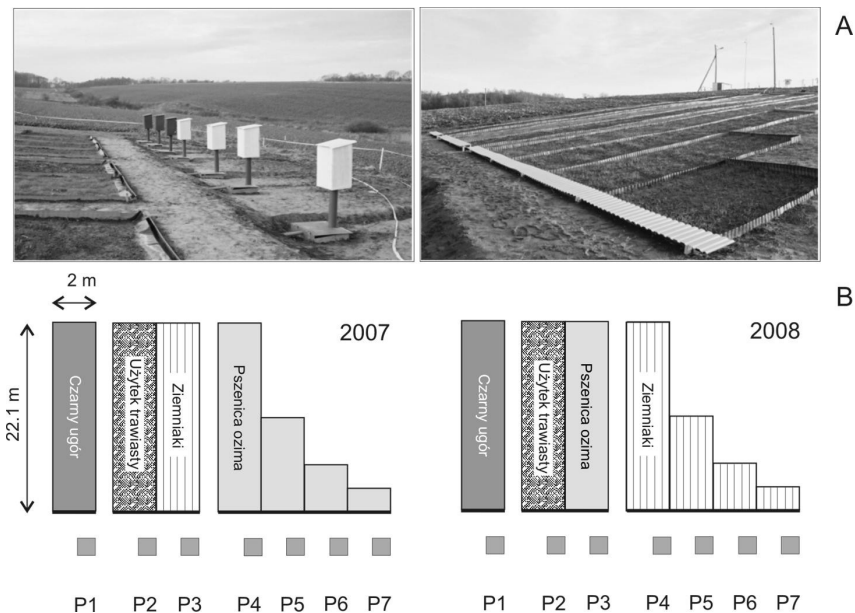 A
B
2 m
22.1 m
2007
Czarny ugór
Użytek trawiasty
Ziemniaki
Pszenica ozima
P1 P2 P3 P4 P5 P6 P7
2008
Czarny ugór
Użytek trawiasty
Pszenica ozima
Ziemniaki
P1 P2 P3 P4 P5 P6 P7